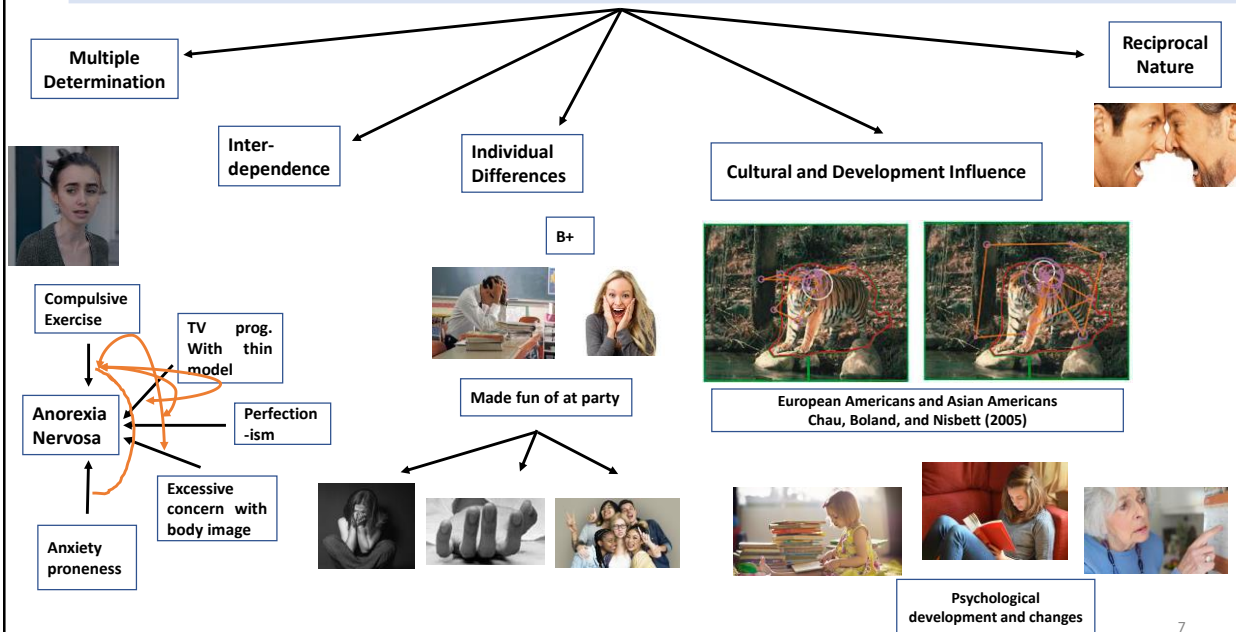 Multiple
Determination
Reciprocal
Nature
Inter-
dependence
Individual
Differences
Cultural and Development Influence
B+
Compulsive
Exercise
TV prog.
With thin
model
Anorexia
Nervosa
Perfection
-ism
Excessive
concern with
body image
Anxiety
proneness
Made fun of at party
European Americans and Asian Americans
Chau, Boland, and Nisbett (2005)
Psychological
development and changes
7